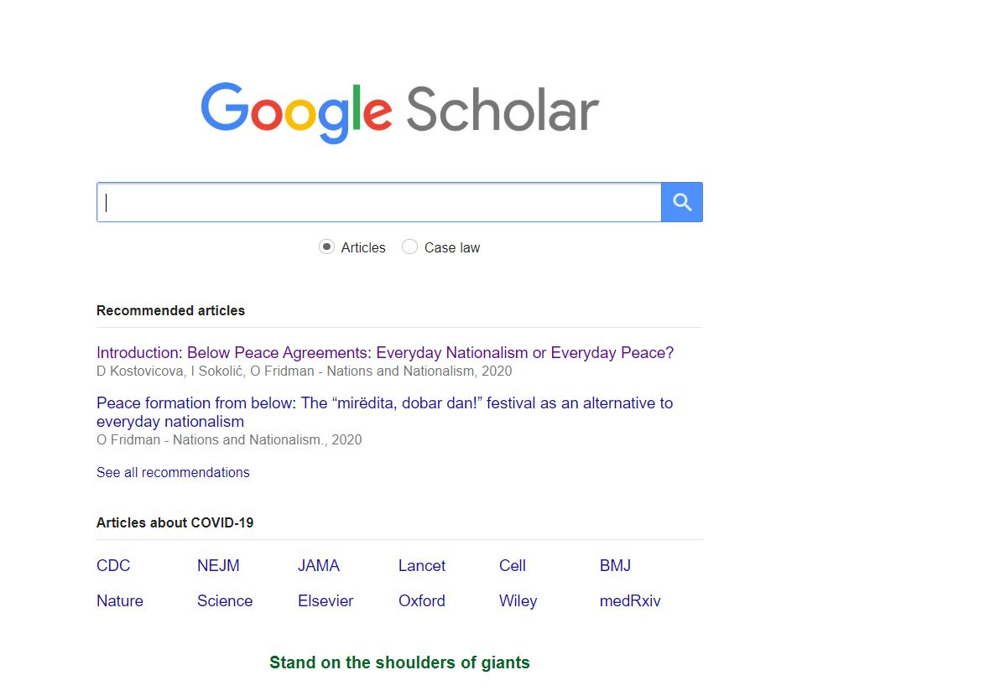 Google Scholar
Articles Case law
Recommended articles
Introduction: Below Peace Agreements: Everyday Nationalism or Everyday Peace?
D Kostovicova, I Sokolić, O Fridman - Nations and Nationalism, 2020
Peace formation from below: The “mirëdita, dobar dan!” festival as an alternative to
everyday nationalism
O Fridman - Nations and Nationalism., 2020
See all recommendations
Articles about COVID-19
CDC NEJM JAMA Lancet Cell BMJ
Nature Science Elsevier Oxford Wiley medRxiv
Stand on the shoulders of giants